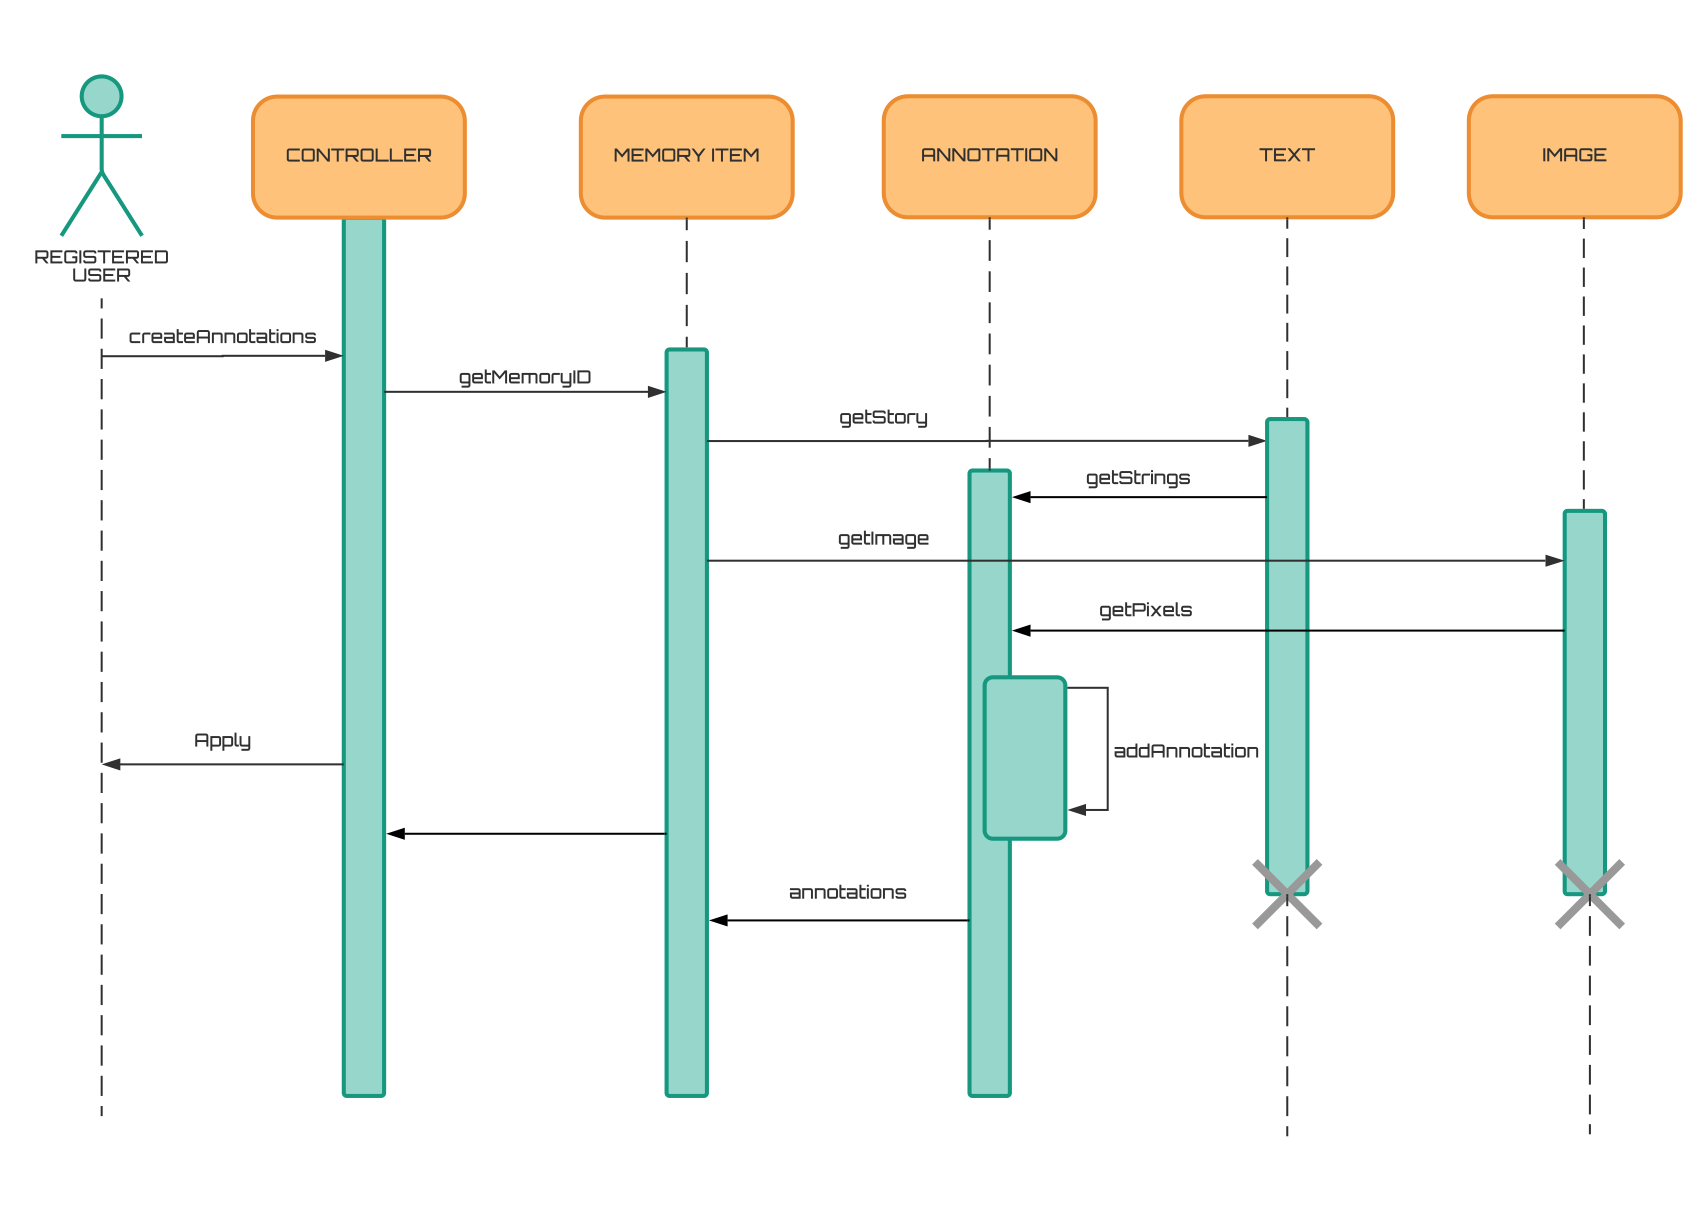 CONTROLLER
MEMORY ITEM
ANNOTATION
TEXT
IMAGE
REGISTERED
USER
createAnnotations
getMemoryID
getStory
getStrings
getImage
getPixels
Apply
addAnnotation
annotations